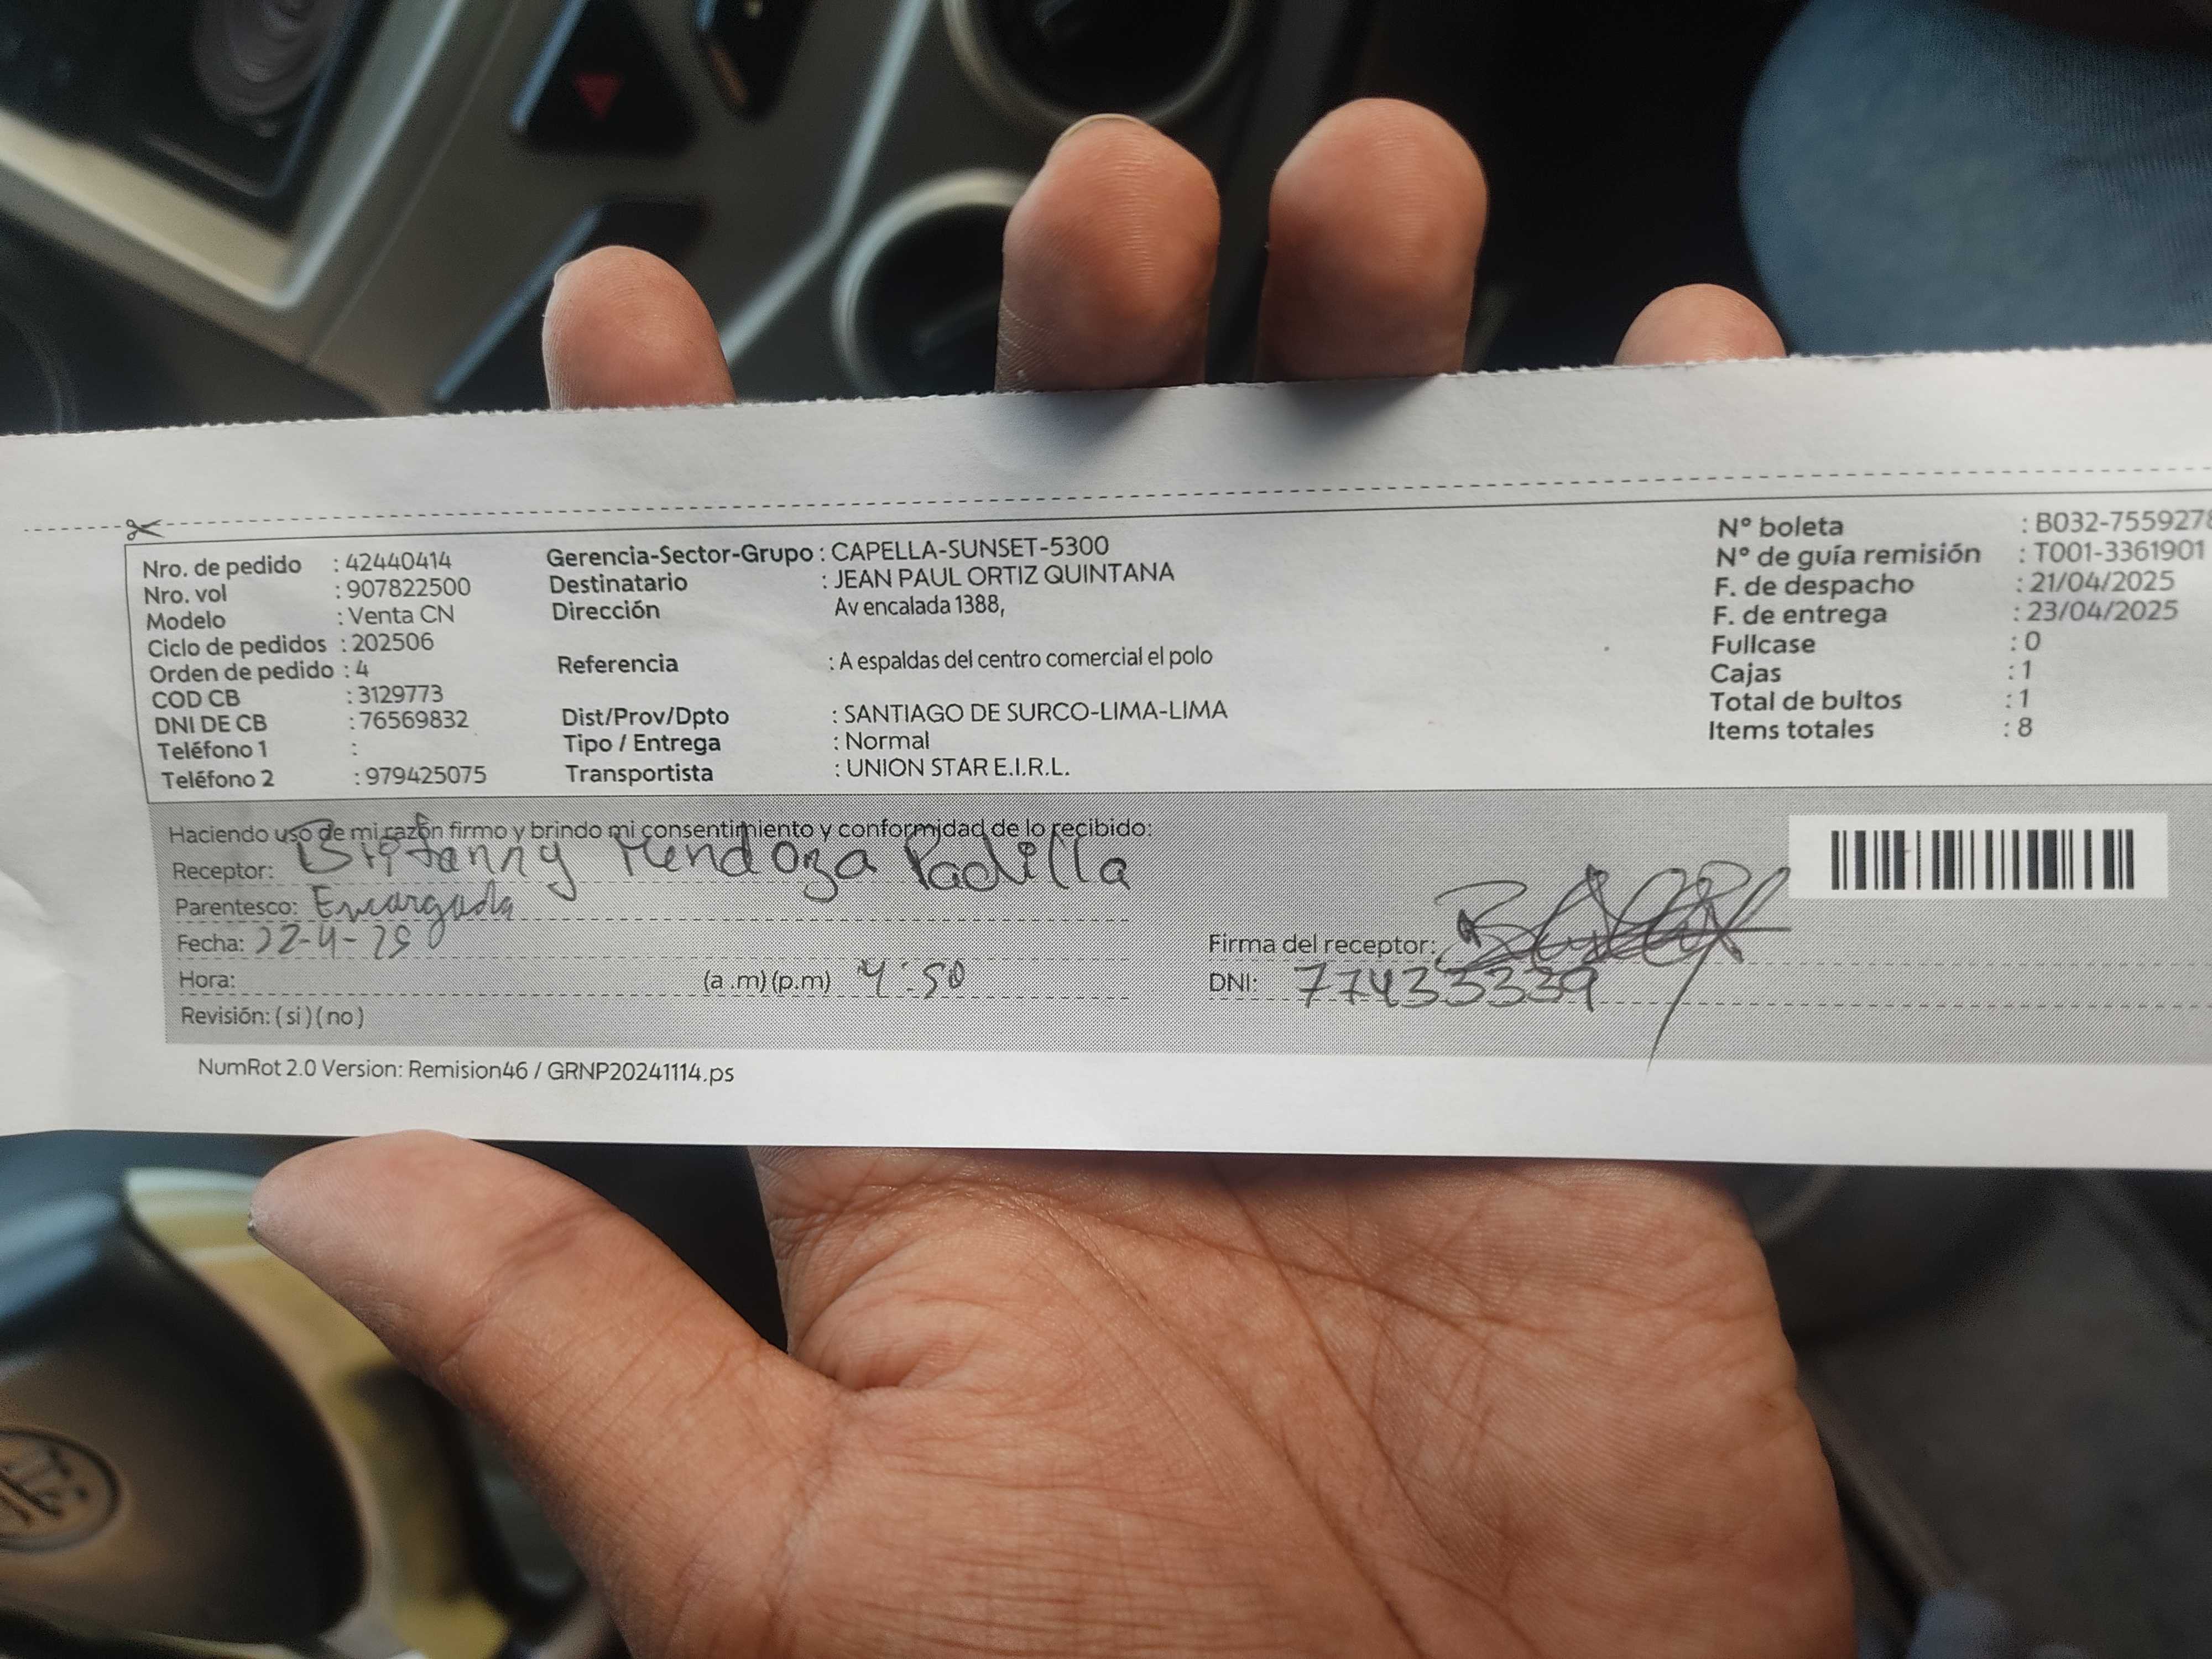 Nro. de pedido : 42440414
Nro. vol : 907822500
Modelo : Venta CN
Ciclo de pedidos : 202506
Orden de pedido : 4
COD CB : 3129773
DNI DE CB : 76569832
Teléfono 1 :
Teléfono 2 : 979425075
Gerencia-Sector-Grupo : CAPELLA-SUNSET-5300
Destinatario : JEAN PAUL ORTIZ QUINTANA
Dirección Av encalada 1388,
Referencia : A espaldas del centro comercial el polo
Dist/Prov/Dpto : SANTIAGO DE SURCO-LIMA-LIMA
Tipo / Entrega : Normal
Transportista : UNION STAR E.I.R.L.
N° boleta : B032-7559278
N° de guía remisión : T001-3361901
F. de despacho : 21/04/2025
F. de entrega : 23/04/2025
Fullcase : 0
Cajas : 1
Total de bultos : 1
Items totales : 8
Haciendo uso de mi razón firmo y brindo mi consentimiento y conformidad de lo recibido:
Receptor: Mendoza Padilla
Parentesco: Encargada
Fecha: 22-4-25
Hora: (a .m) (p.m) 4:50
Revisión: ( si ) ( no )
Firma del receptor:
DNI: 77433339
NumRot 2.0 Version: Remision46 / GRNP20241114.ps